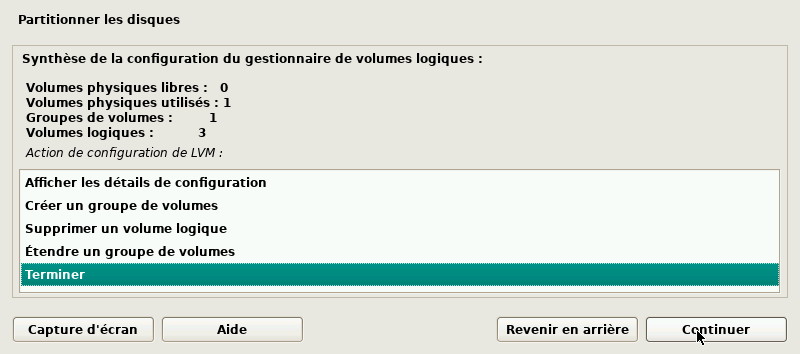 Partitionner les disques
Synthèse de la configuration du gestionnaire de volumes logiques :
Volumes physiques libres : 0
Volumes physiques utilisés : 1
Groupes de volumes : 1
Volumes logiques : 3
Action de configuration de LVM :
Afficher les détails de configuration
Créer un groupe de volumes
Supprimer un volume logique
Étendre un groupe de volumes
Terminer
Capture d'écran Aide Revenir en arrière Continuer